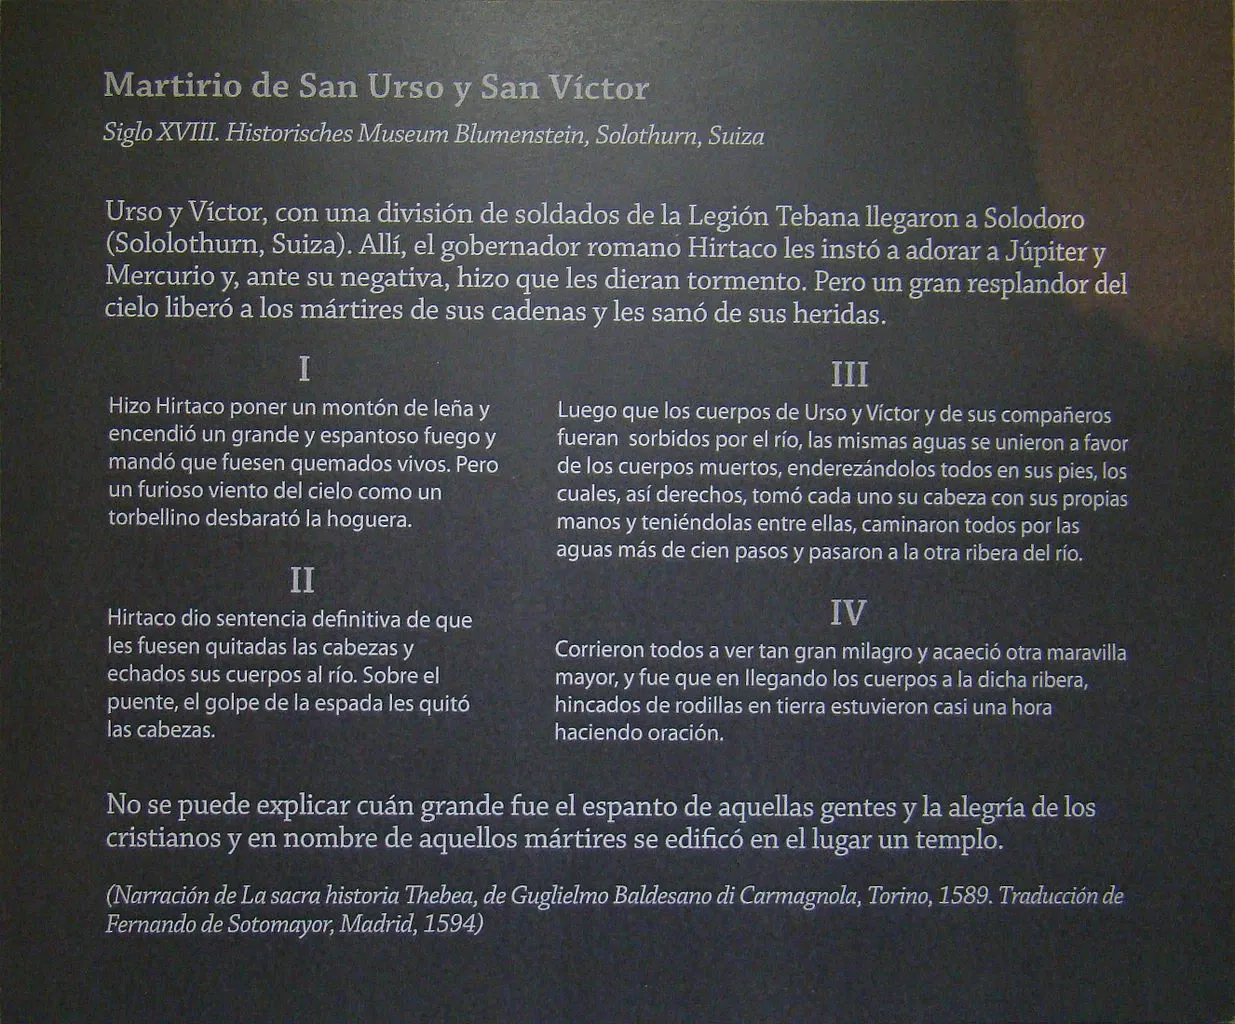 Martirio de San Urso y San Víctor
Siglo XVIII. Historisches Museum Blumenstein, Solothurn, Suiza
Urso y Víctor, con una división de soldados de la Legión Tebana llegaron a Solodoro
(Sololothurn, Suiza). Allí, el gobernador romano Hirtaco les instó a adorar a Júpiter y
Mercurio y, ante su negativa, hizo que les dieran tormento. Pero un gran resplandor del
cielo liberó a los mártires de sus cadenas y les sanó de sus heridas.
I
Hizo Hirtaco poner un montón de leña y
encendió un grande y espantoso fuego y
mandó que fuesen quemados vivos. Pero
un furioso viento del cielo como un
torbellino desbarató la hoguera.
II
Hirtaco dio sentencia definitiva de que
les fuesen quitadas las cabezas y
echados sus cuerpos al río. Sobre el
puente, el golpe de la espada les quitó
las cabezas.
III
Luego que los cuerpos de Urso y Víctor y de sus compañeros
fueran sorbidos por el río, las mismas aguas se unieron a favor
de los cuerpos muertos, enderezándolos todos en sus pies, los
cuales, así derechos, tomó cada uno su cabeza con sus propias
manos y teniéndolas entre ellas, caminaron todos por las
aguas más de cien pasos y pasaron a la otra ribera del río.
IV
Corrieron todos a ver tan gran milagro y acaeció otra maravilla
mayor, y fue que en llegando los cuerpos a la dicha ribera,
hincados de rodillas en tierra estuvieron casi una hora
haciendo oración.
No se puede explicar cuán grande fue el espanto de aquellas gentes y la alegría de los
cristianos y en nombre de aquellos mártires se edificó en el lugar un templo.
(Narración de La sacra historia Thebea, de Guglielmo Baldesano di Carmagnola, Torino, 1589. Traducción de
Fernando de Sotomayor, Madrid, 1594)